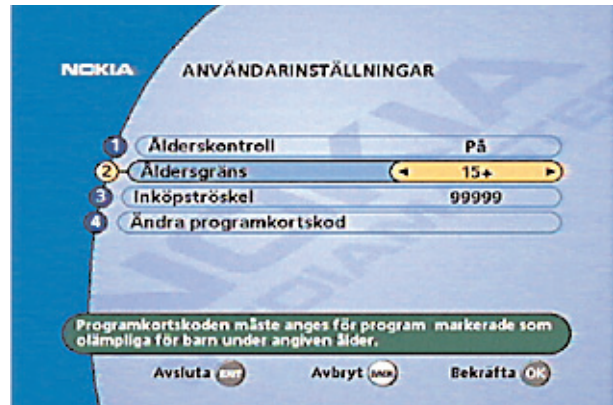 NOKIA ANVÄNDARINSTÄLLNINGAR
1 Ålderskontroll På
2 Åldersgräns 15+
3 Inköpströskel 99999
4 Ändra programkortskod
Programkortskoden måste anges för program markerade som
olämpliga för barn under angiven ålder.
Avsluta EXIT Avbryt BACK Bekräfta OK